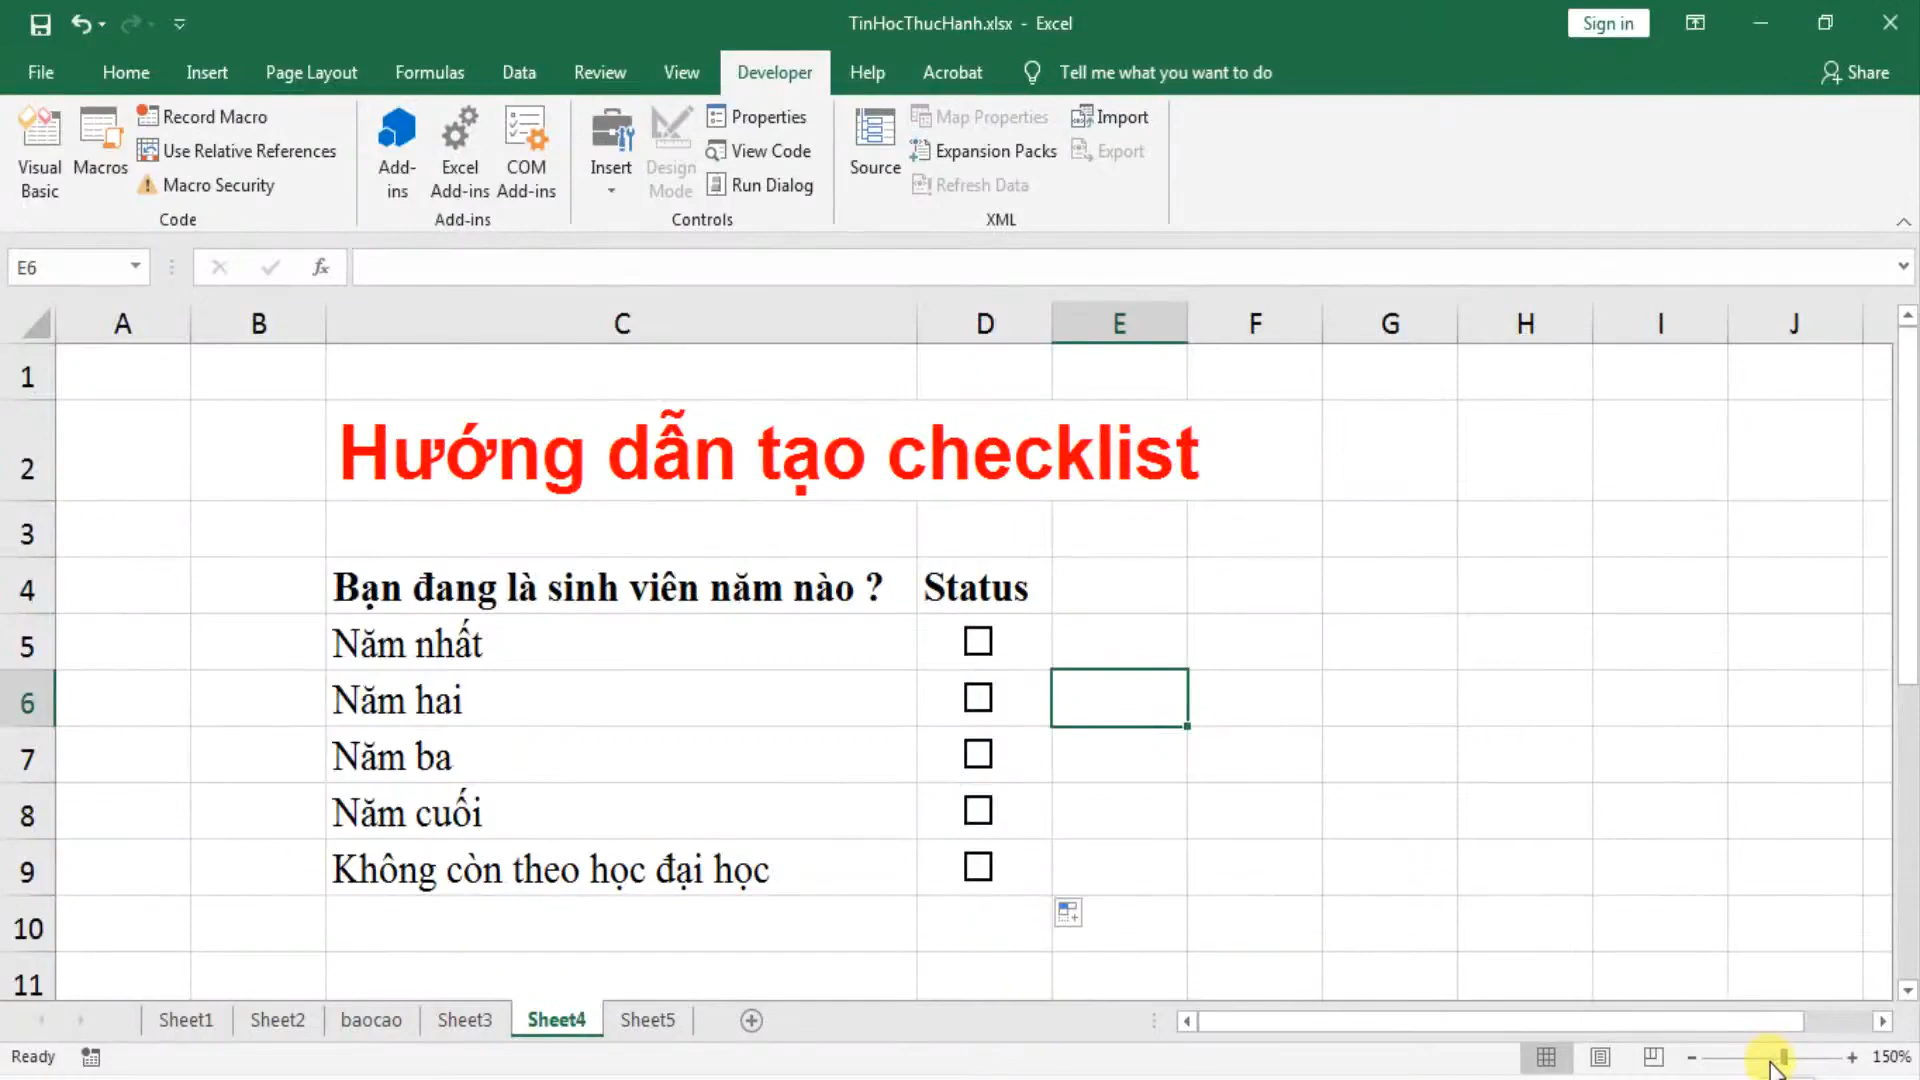 TinHocThucHanh.xlsx - Excel
Sign in
File Home Insert Page Layout Formulas Data Review View Developer Help Acrobat Tell me what you want to do Share
Visual Basic
Macros
Record Macro
Use Relative References
Macro Security
Code
Add-ins
Excel Add-ins
COM Add-ins
Add-ins
Insert
Design Mode
Properties
View Code
Run Dialog
Controls
Source
Map Properties
Expansion Packs
Refresh Data
Import
Export
XML
E6
fx
A B C D E F G H I J
1
2 Hướng dẫn tạo checklist
3
4 Bạn đang là sinh viên năm nào ? Status
5 Năm nhất
6 Năm hai
7 Năm ba
8 Năm cuối
9 Không còn theo học đại học
10
11
Sheet1 Sheet2 baocao Sheet3 Sheet4 Sheet5
Ready
150%